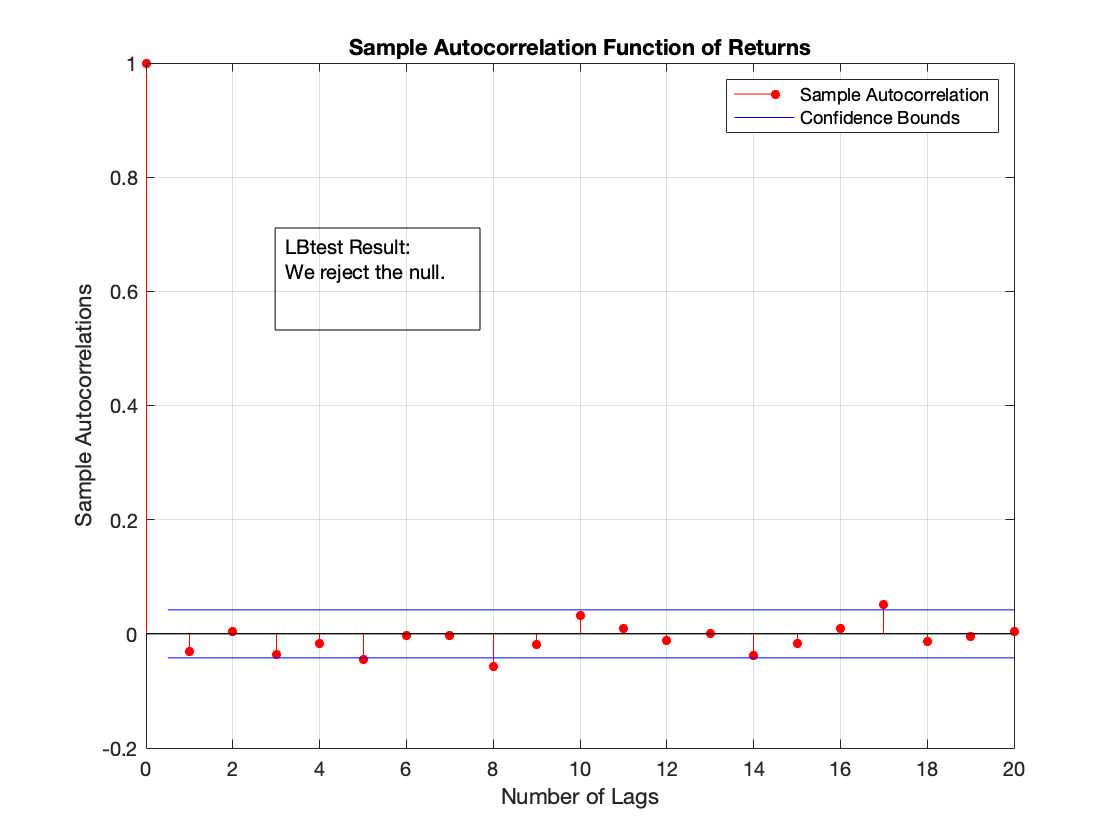 Sample Autocorrelation Function of Returns
Sample Autocorrelation
Confidence Bounds
LBtest Result:
We reject the null.
Sample Autocorrelations
1
0.8
0.6
0.4
0.2
0
-0.2
0 2 4 6 8 10 12 14 16 18 20
Number of Lags